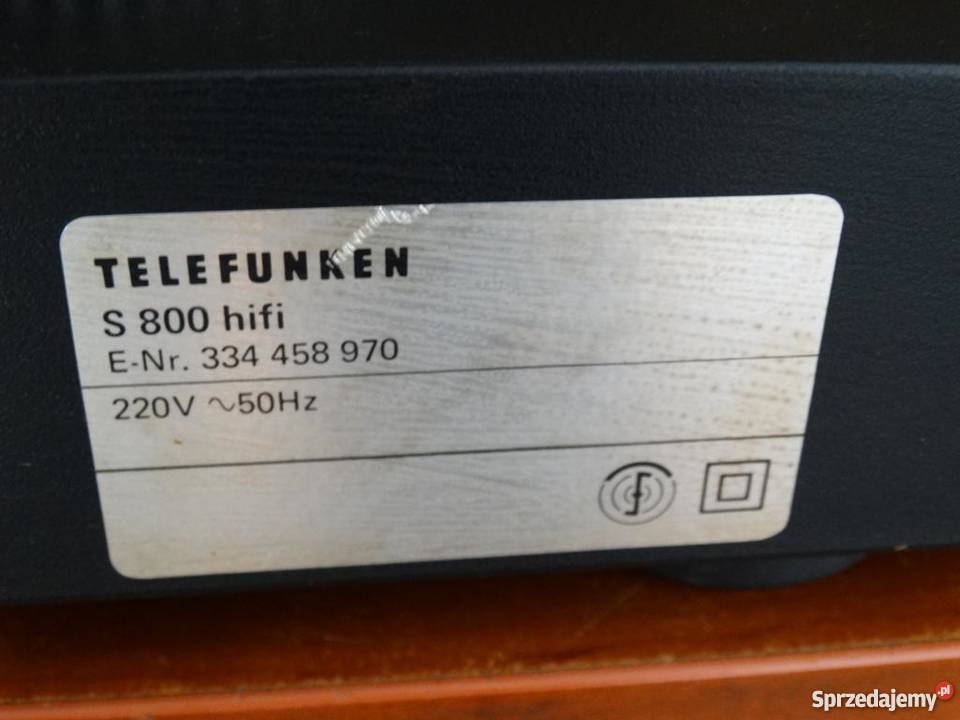 TELEFUNKEN
S 800 hifi
E-Nr. 334 458 970
220V ~50Hz
Sprzedajemy.pl